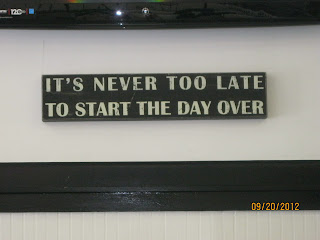 IT'S NEVER TOO LATE
TO START THE DAY OVER
09/20/2012